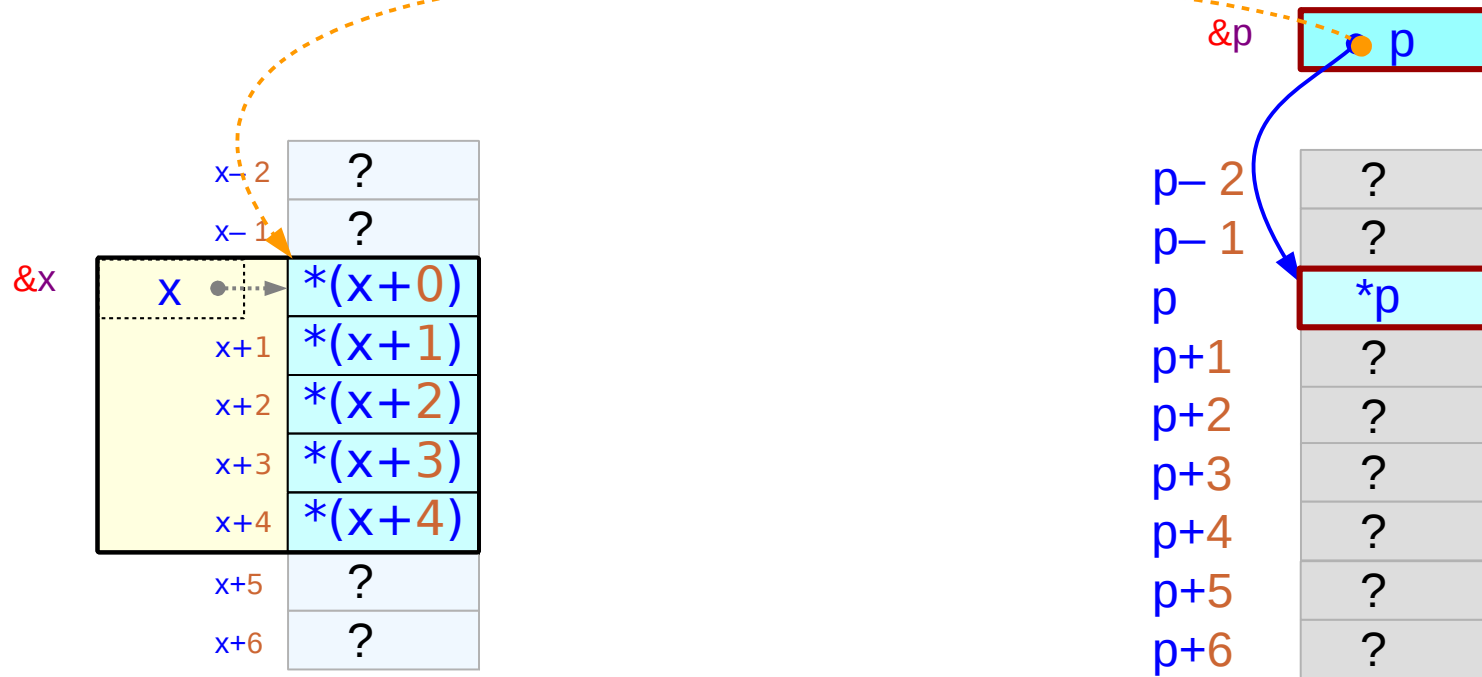 &p
p
x– 2
?
x– 1
?
&x
x
*(x+0)
x+1
*(x+1)
x+2
*(x+2)
x+3
*(x+3)
x+4
*(x+4)
x+5
?
x+6
?
p– 2
?
p– 1
?
p
*p
p+1
?
p+2
?
p+3
?
p+4
?
p+5
?
p+6
?